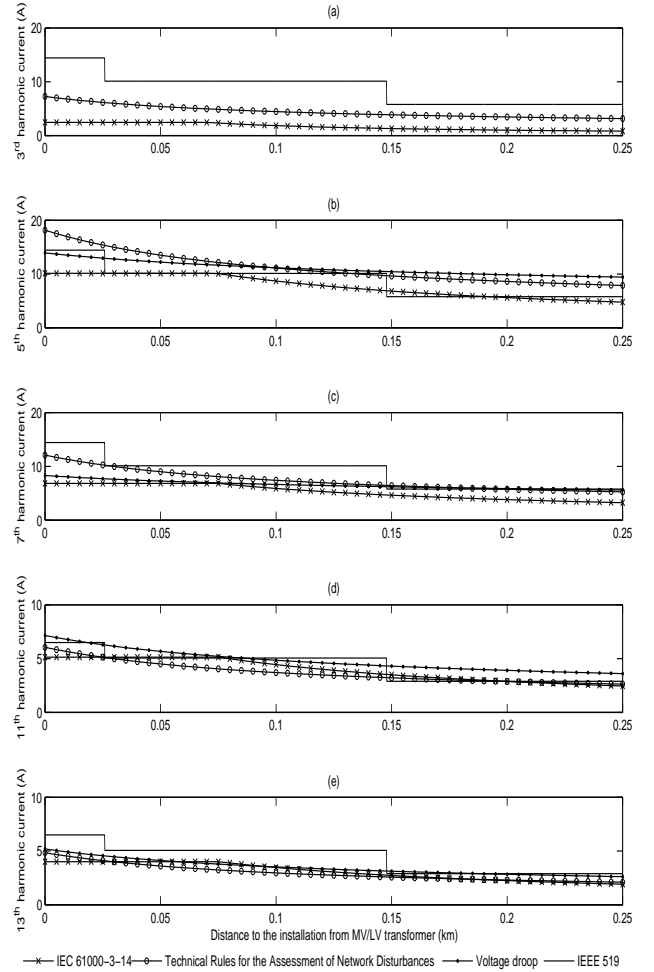 (a)
3rd harmonic current (A)
20
10
0
0 0.05 0.1 0.15 0.2 0.25
(b)
5th harmonic current (A)
20
10
0
0 0.05 0.1 0.15 0.2 0.25
(c)
7th harmonic current (A)
20
10
0
0 0.05 0.1 0.15 0.2 0.25
(d)
11th harmonic current (A)
10
5
0
0 0.05 0.1 0.15 0.2 0.25
(e)
13th harmonic current (A)
10
5
0
0 0.05 0.1 0.15 0.2 0.25
Distance to the installation from MV/LV transformer (km)
IEC 61000−3−14 Technical Rules for the Assessment of Network Disturbances Voltage droop IEEE 519